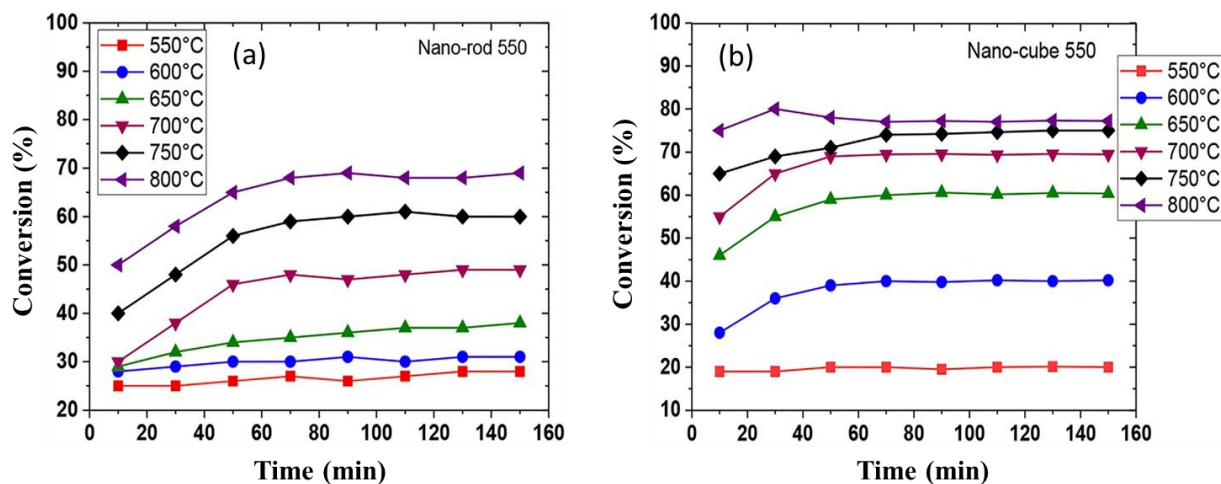 (a)
Nano-rod 550
550°C
600°C
650°C
700°C
750°C
800°C
Conversion (%)
100
90
80
70
60
50
40
30
20
0 20 40 60 80 100 120 140 160
Time (min)
(b)
Nano-cube 550
550°C
600°C
650°C
700°C
750°C
800°C
Conversion (%)
100
90
80
70
60
50
40
30
20
10
0 20 40 60 80 100 120 140 160
Time (min)